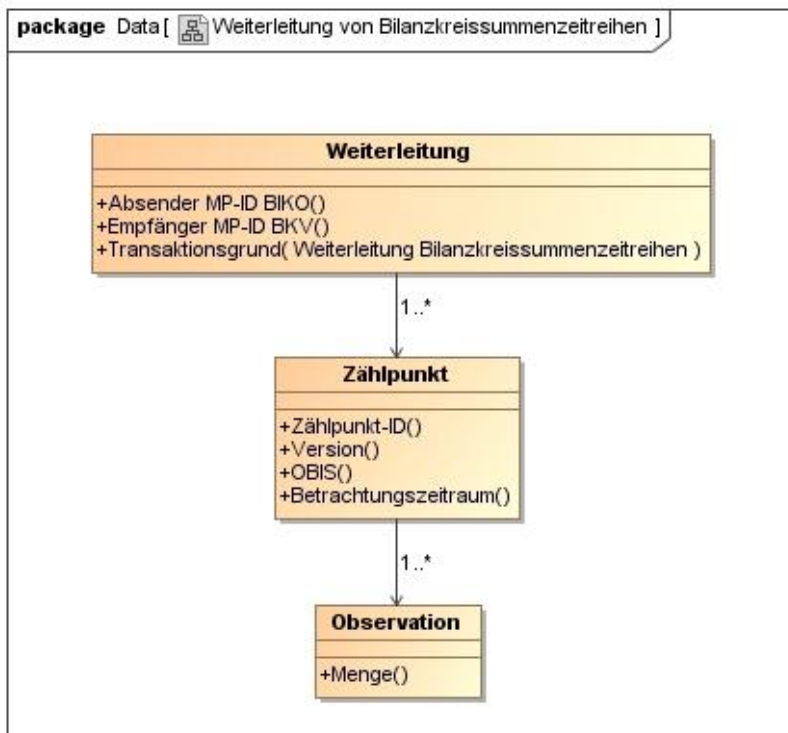 package Data [ Weiterleitung von Bilanzkreissummenzeitreihen ]
Weiterleitung
+Absender MP-ID BIKO()
+Empfänger MP-ID BKV()
+Transaktionsgrund( Weiterleitung Bilanzkreissummenzeitreihen )
1..*
Zählpunkt
+Zählpunkt-ID()
+Version()
+OBIS()
+Betrachtungszeitraum()
1..*
Observation
+Menge()